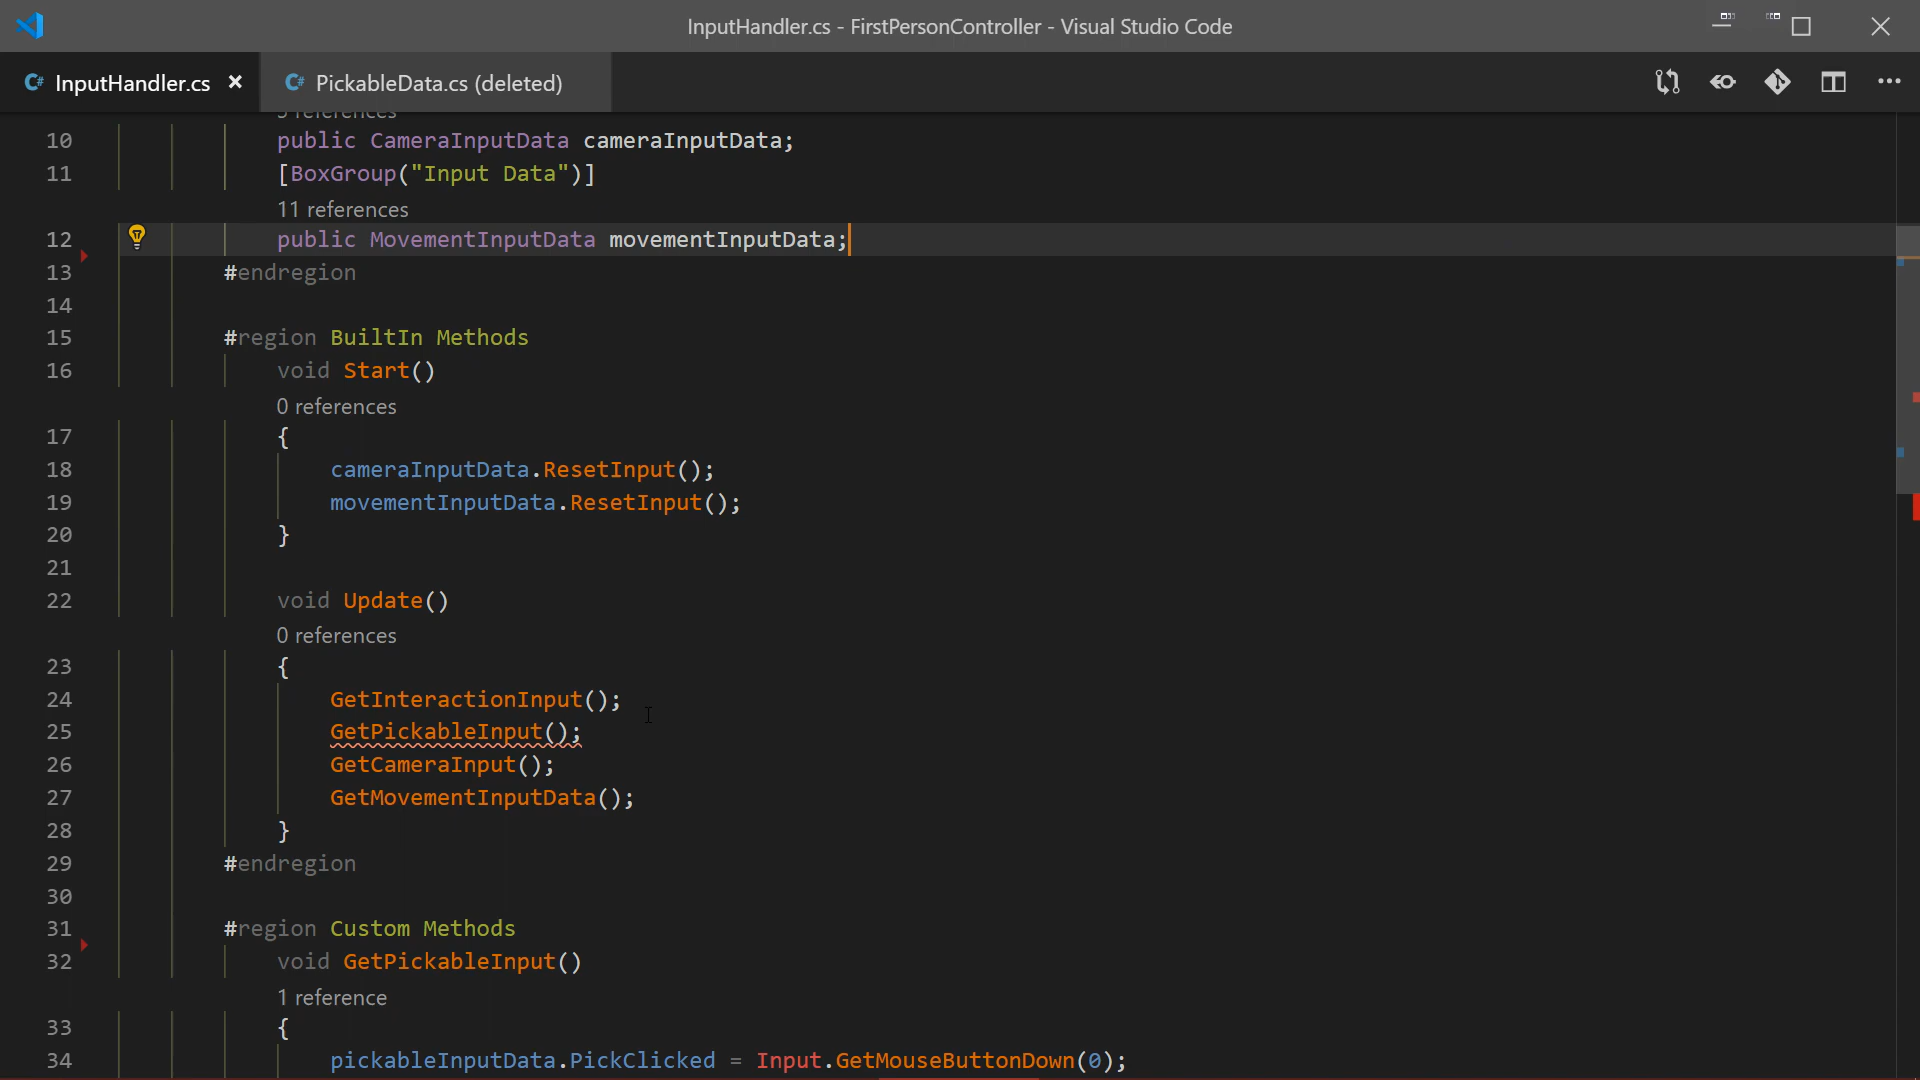 InputHandler.cs - FirstPersonController - Visual Studio Code
InputHandler.cs PickableData.cs (deleted)
references
10 public CameraInputData cameraInputData;
11 [BoxGroup("Input Data")]
11 references
12 public MovementInputData movementInputData;
13 #endregion
14
15 #region BuiltIn Methods
16 void Start()
0 references
17 {
18 cameraInputData.ResetInput();
19 movementInputData.ResetInput();
20 }
21
22 void Update()
0 references
23 {
24 GetInteractionInput();
25 GetPickableInput();
26 GetCameraInput();
27 GetMovementInputData();
28 }
29 #endregion
30
31 #region Custom Methods
32 void GetPickableInput()
1 reference
33 {
34 pickableInputData.PickClicked = Input.GetMouseButtonDown(0);